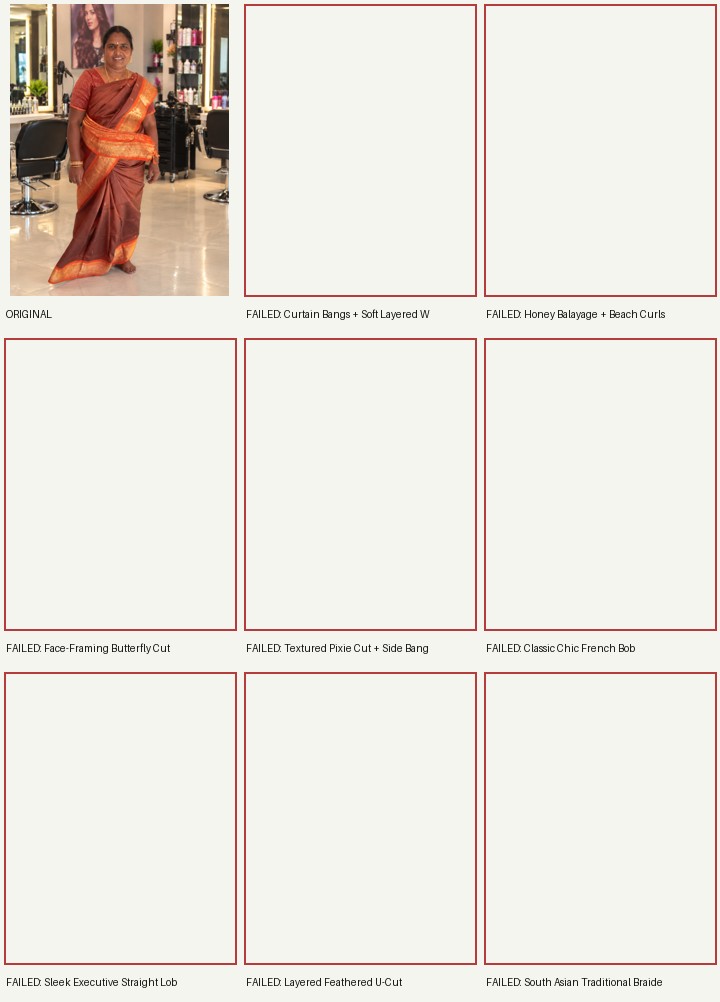 ORIGINAL
FAILED: Curtain Bangs + Soft Layered W
FAILED: Honey Balayage + Beach Curls
FAILED: Face-Framing Butterfly Cut
FAILED: Textured Pixie Cut + Side Bang
FAILED: Classic Chic French Bob
FAILED: Sleek Executive Straight Lob
FAILED: Layered Feathered U-Cut
FAILED: South Asian Traditional Braide